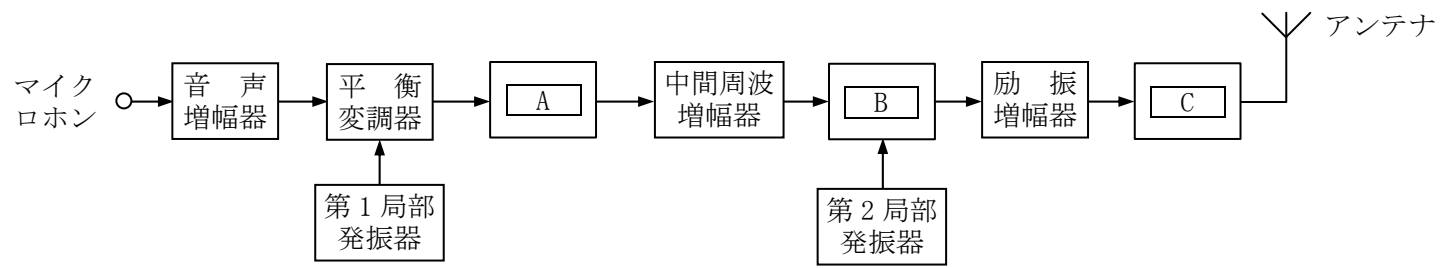 アンテナ
マイク
ロホン
音　声
増幅器
平　衡
変調器
A
中間周波
増幅器
B
励　振
増幅器
C
第1局部
発振器
第2局部
発振器